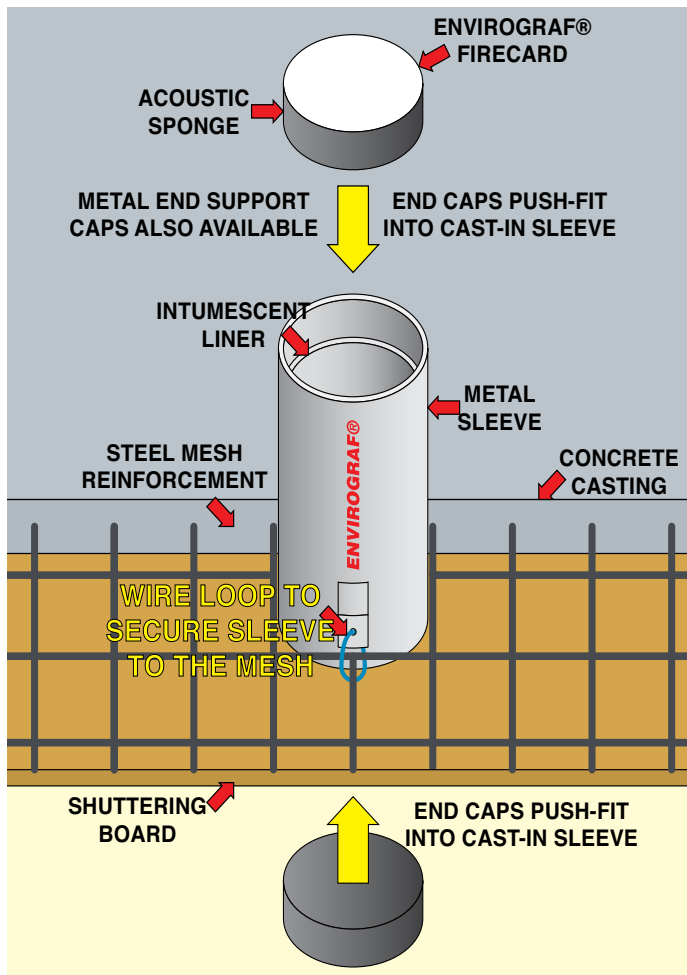 ENVIROGRAF®
FIRECARD
ACOUSTIC
SPONGE
METAL END SUPPORT
CAPS ALSO AVAILABLE
END CAPS PUSH-FIT
INTO CAST-IN SLEEVE
INTUMESCENT
LINER
METAL
SLEEVE
ENVIROGRAF®
STEEL MESH
REINFORCEMENT
CONCRETE
CASTING
WIRE LOOP TO
SECURE SLEEVE
TO THE MESH
SHUTTERING
BOARD
END CAPS PUSH-FIT
INTO CAST-IN SLEEVE